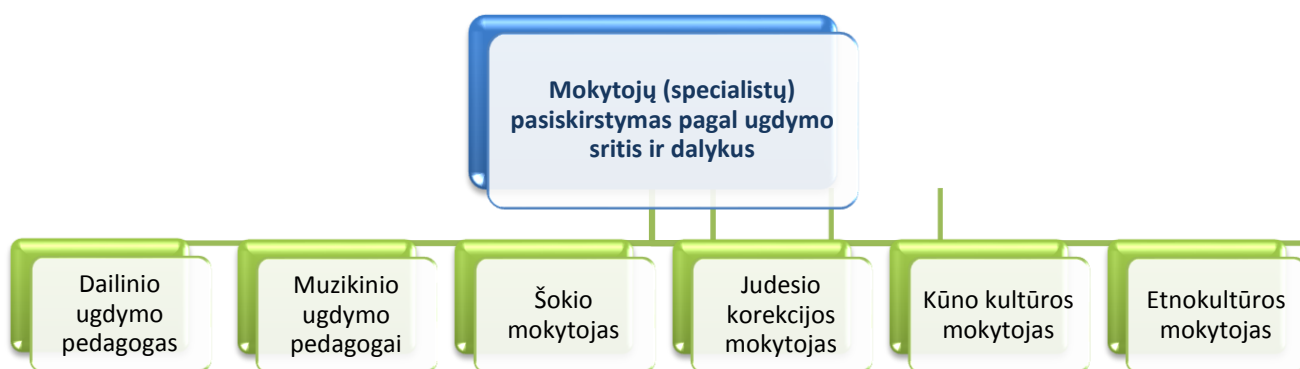 Mokytojų (specialistų)
pasiskirstymas pagal ugdymo
sritis ir dalykus
Dailinio
ugdymo
pedagogas
Muzikinio
ugdymo
pedagogai
Šokio
mokytojas
Judesio
korekcijos
mokytojas
Kūno kultūros
mokytojas
Etnokultūros
mokytojas